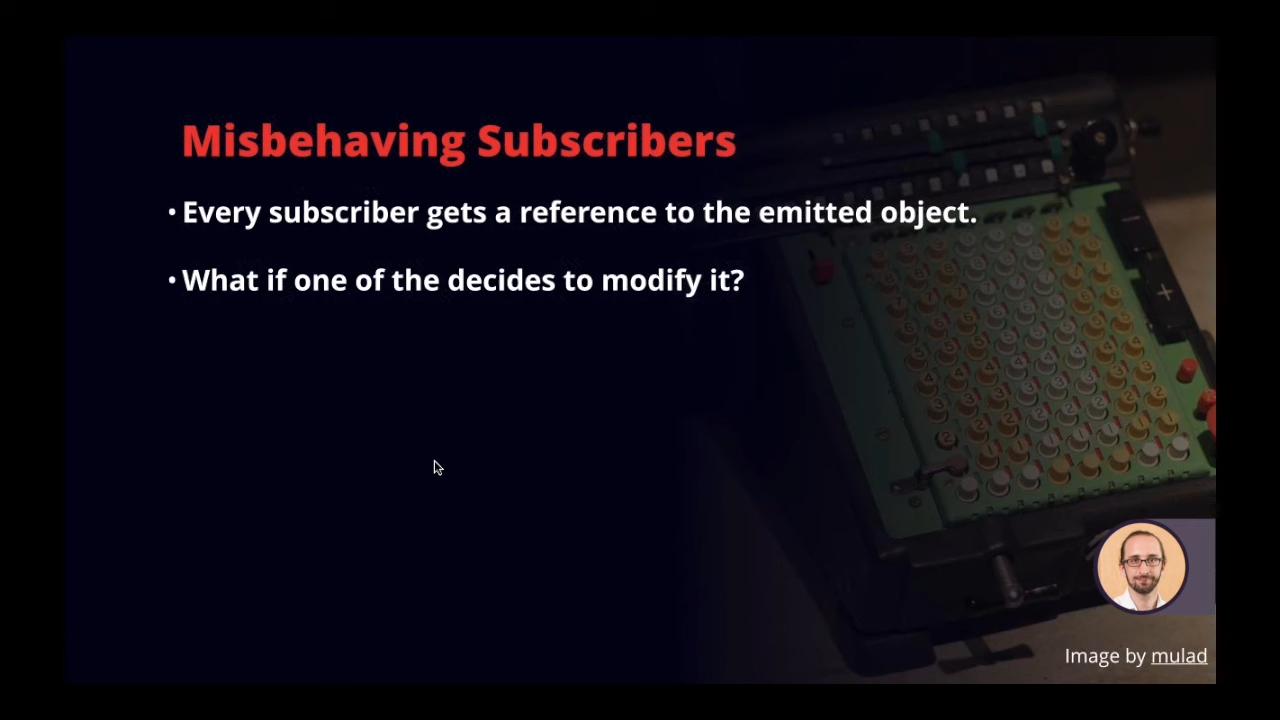 Misbehaving Subscribers
• Every subscriber gets a reference to the emitted object.
• What if one of the decides to modify it?
Image by mulad